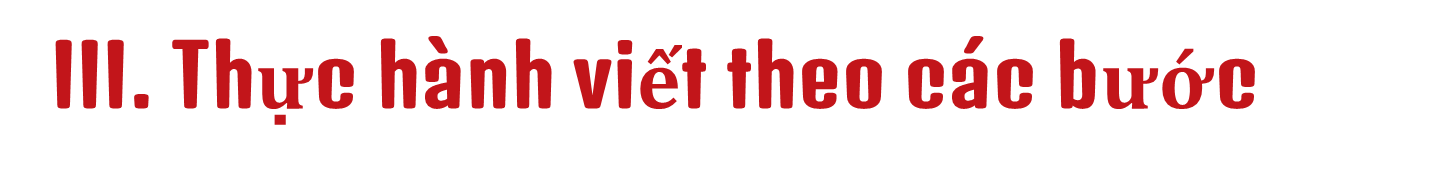 III. Thực hành viết theo các bước